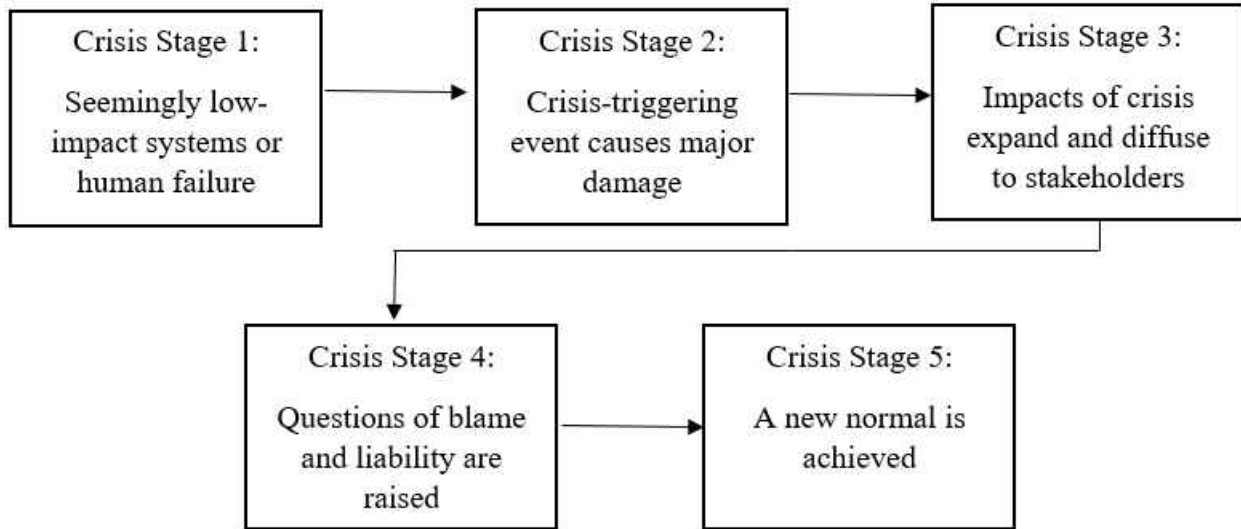 Crisis Stage 1:
Seemingly low-
impact systems or
human failure
Crisis Stage 2:
Crisis-triggering
event causes major
damage
Crisis Stage 3:
Impacts of crisis
expand and diffuse
to stakeholders
Crisis Stage 4:
Questions of blame
and liability are
raised
Crisis Stage 5:
A new normal is
achieved